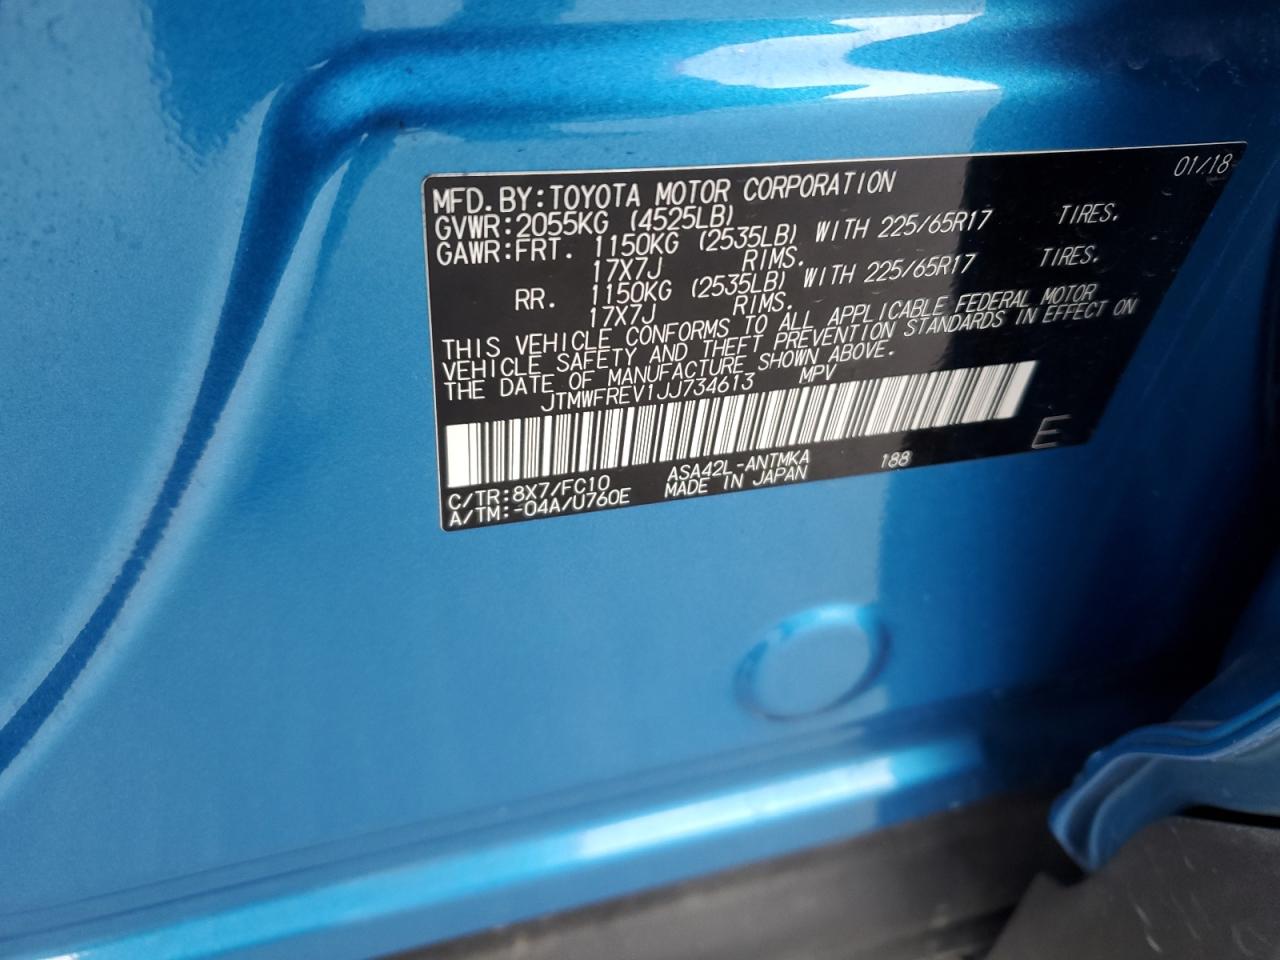 01/18
MFD. BY: TOYOTA MOTOR CORPORATION
GVWR: 2055KG (4525LB)
GAWR: FRT. 1150KG (2535LB) WITH 225/65R17 TIRES.
17X7J RIMS.
RR. 1150KG (2535LB) WITH 225/65R17 TIRES.
17X7J RIMS.
THIS VEHICLE CONFORMS TO ALL APPLICABLE FEDERAL MOTOR
VEHICLE SAFETY AND THEFT PREVENTION STANDARDS IN EFFECT ON
THE DATE OF MANUFACTURE SHOWN ABOVE.
JTMWFREV1JJ734613 MPV
E
C/TR: 8X7/FC10 ASA42L-ANTMKA 188
A/TM: -04A/U760E MADE IN JAPAN